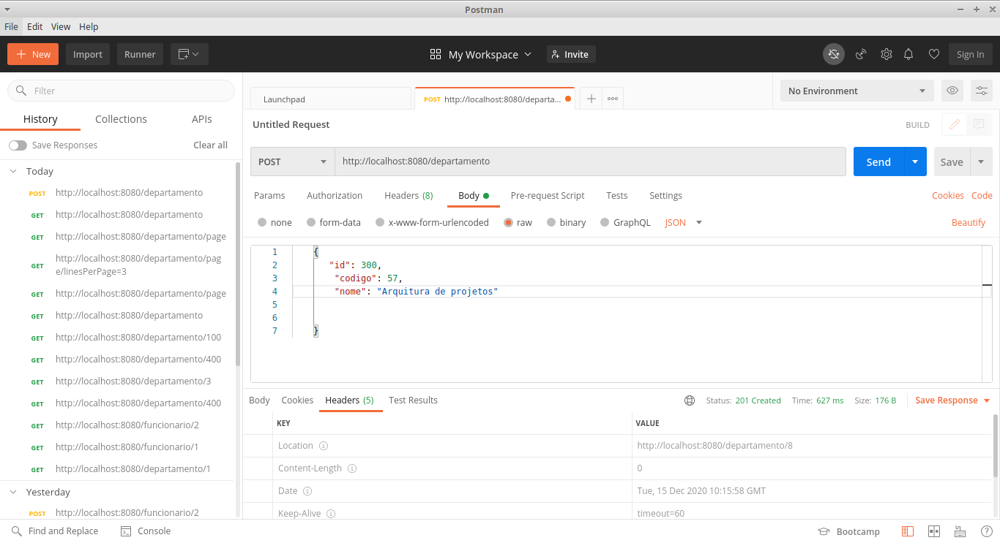 Postman
File Edit View Help
New Import Runner My Workspace Invite Sign In
Filter
History Collections APIs
Save Responses Clear all
Today
POST http://localhost:8080/departamento
GET http://localhost:8080/departamento
GET http://localhost:8080/departamento/page
GET http://localhost:8080/departamento/pag
e/linesPerPage=3
GET http://localhost:8080/departamento/page
GET http://localhost:8080/departamento
GET http://localhost:8080/departamento/100
GET http://localhost:8080/departamento/400
GET http://localhost:8080/departamento/3
GET http://localhost:8080/departamento/400
GET http://localhost:8080/funcionario/2
GET http://localhost:8080/funcionario/1
GET http://localhost:8080/departamento/1
Yesterday
POST http://localhost:8080/funcionario/2
Launchpad POST http://localhost:8080/departa... No Environment
Untitled Request BUILD
POST http://localhost:8080/departamento Send Save
Params Authorization Headers (8) Body Pre-request Script Tests Settings Cookies Code
none form-data x-www-form-urlencoded raw binary GraphQL JSON Beautify
1 {
2 "id": 300,
3 "codigo": 57,
4 "nome": "Arquitura de projetos"
5
6
7 }
Body Cookies Headers (5) Test Results Status: 201 Created Time: 627 ms Size: 176 B Save Response
KEY VALUE
Location http://localhost:8080/departamento/8
Content-Length 0
Date Tue, 15 Dec 2020 10:15:58 GMT
Keep-Alive timeout=60
Find and Replace Console Bootcamp